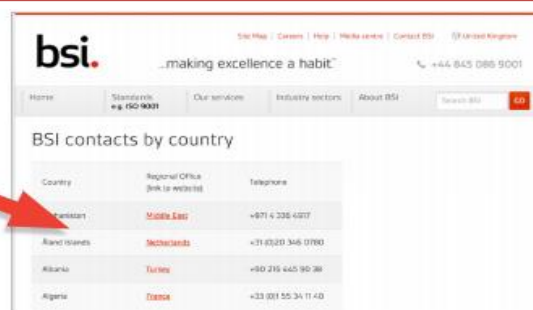 Site Map | Careers | Help | Media centre | Contact BSI United Kingdom
bsi.
...making excellence a habit.™
+44 845 086 9001
Home Standards Our services Industry sectors About BSI Search BSI GO
e.g. ISO 9001
BSI contacts by country
Country Regional Office Telephone
(link to website)
Middle East +971 4 336 4917
Åland Islands Netherlands +31 (0)20 346 0780
Albania Turkey +90 216 445 90 38
Algeria France +33 (0)1 55 34 11 40